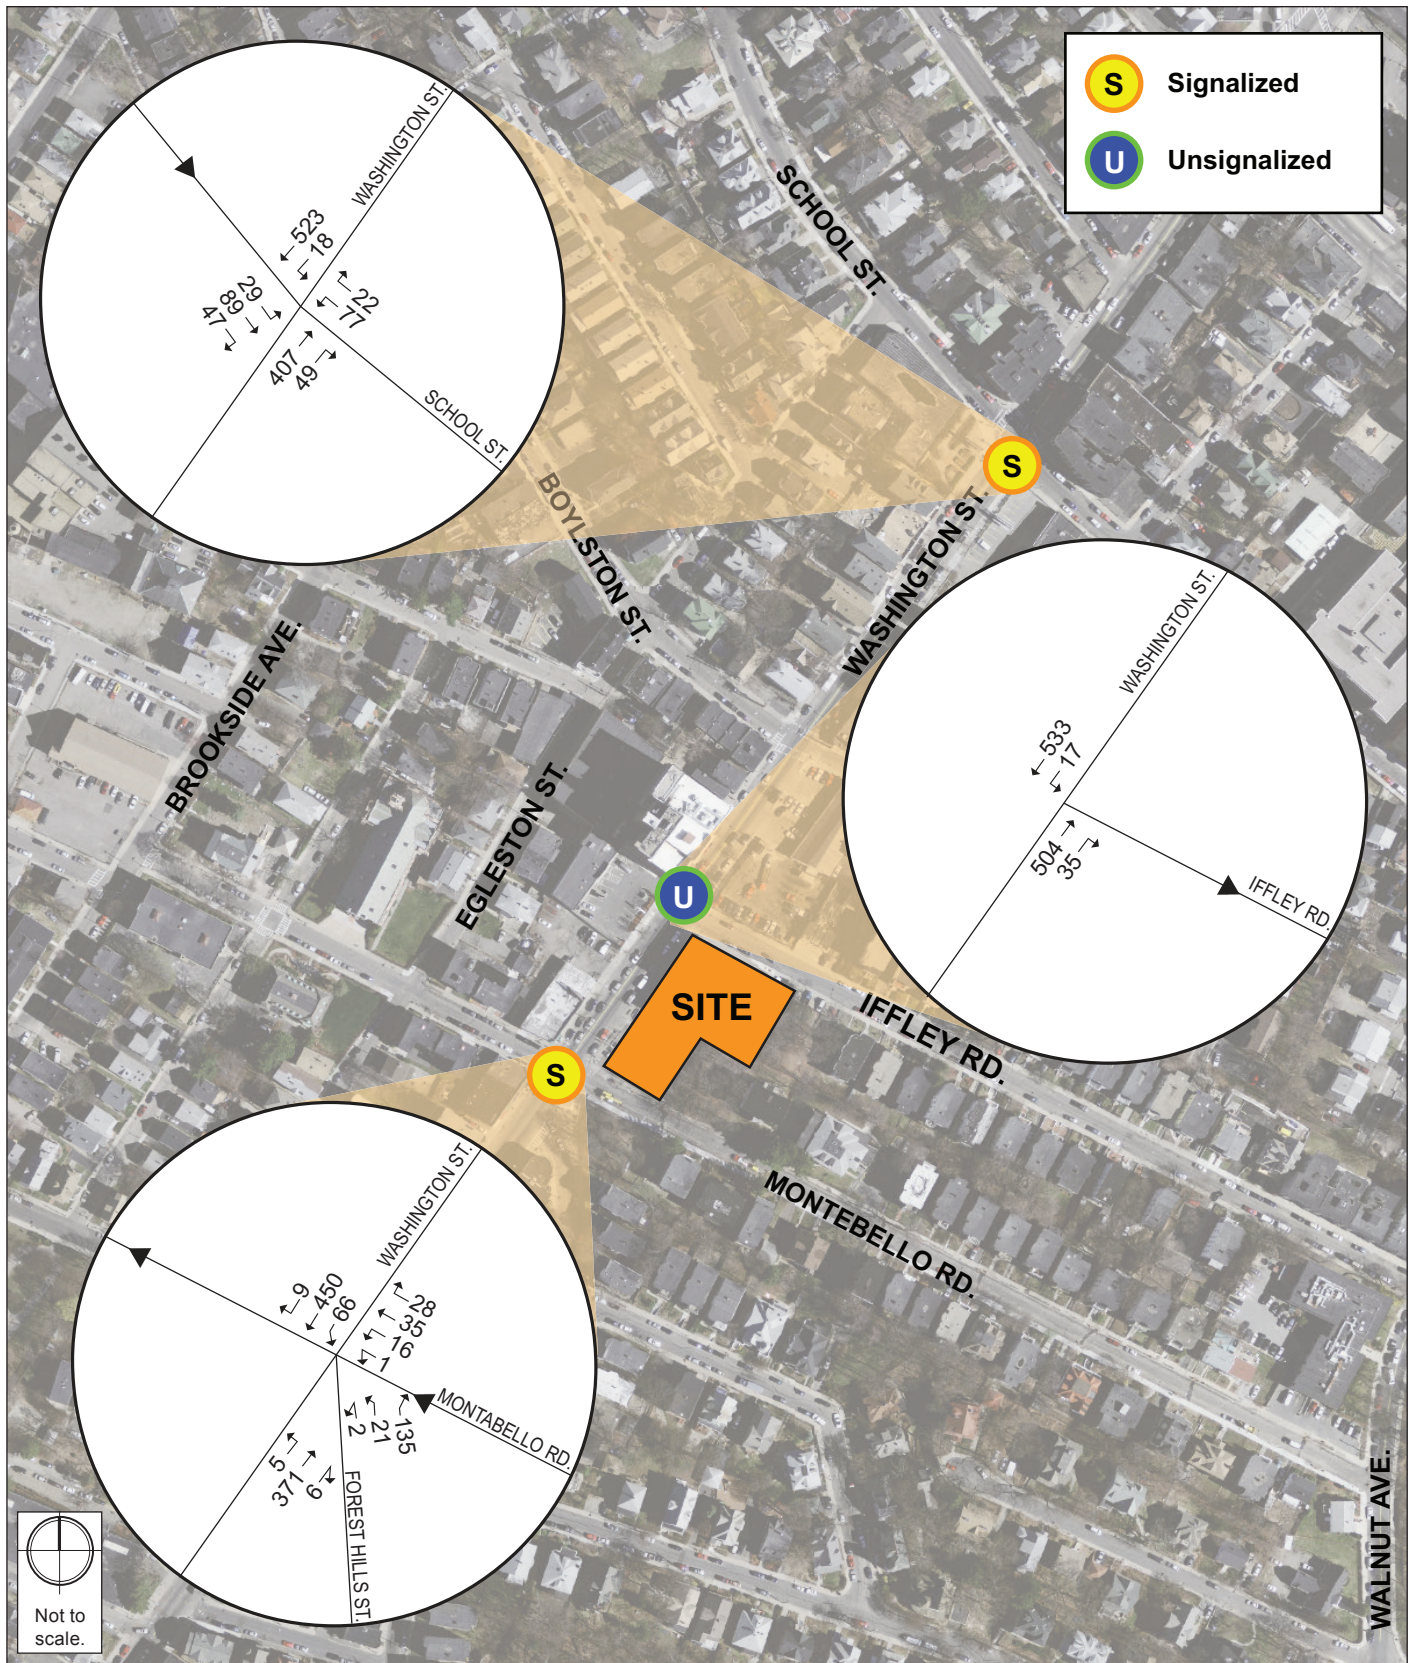 S Signalized
U Unsignalized
WASHINGTON ST.
523
18
22
77
29
89
47
407
49
SCHOOL ST.
SCHOOL ST.
S
BOYLSTON ST.
WASHINGTON ST.
WASHINGTON ST.
533
17
504
35
IFFLEY RD.
BROOKSIDE AVE.
EGLESTON ST.
U
SITE
IFFLEY RD.
S
MONTEBELLO RD.
WASHINGTON ST.
9
450
66
28
35
16
1
135
21
2
MONTABELLO RD.
5
371
6
FOREST HILLS ST.
WALNUT AVE.
Not to
scale.